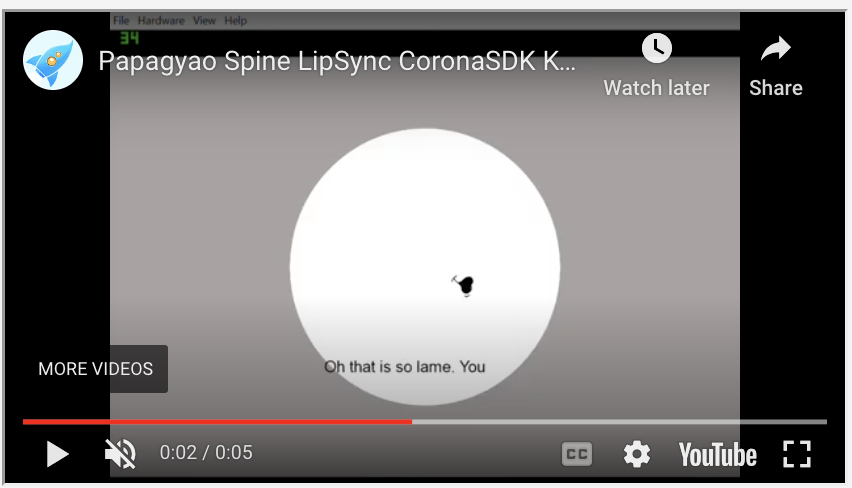 File Hardware View Help
34
Papagyao Spine LipSync CoronaSDK K...
Watch later
Share
Oh that is so lame. You
MORE VIDEOS
0:02 / 0:05
CC
YouTube